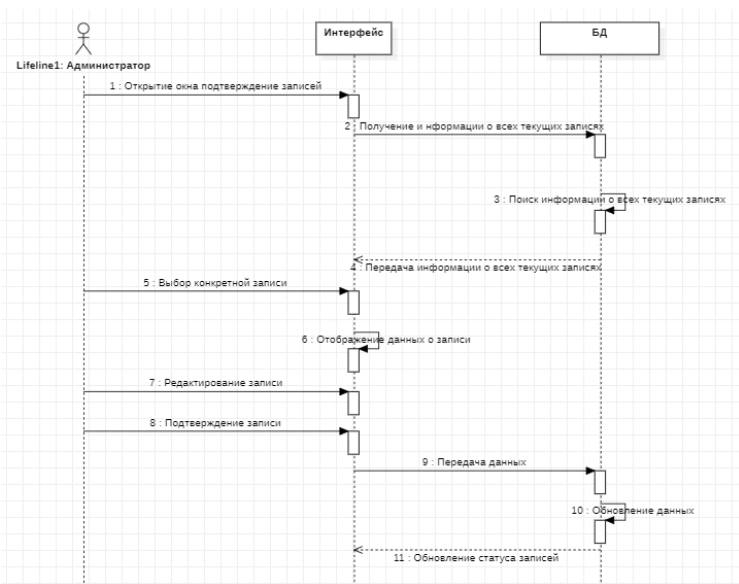 Интерфейс
БД
Lifeline1: Администратор
1 : Открытие окна подтверждение записей
2 : Получение и нформации о всех текущих записях
3 : Поиск информации о всех текущих записях
4 : Передача информации о всех текущих записях
5 : Выбор конкретной записи
6 : Отображение данных о записи
7 : Редактирование записи
8 : Подтверждение записи
9 : Передача данных
10 : Обновление данных
11 : Обновление статуса записей